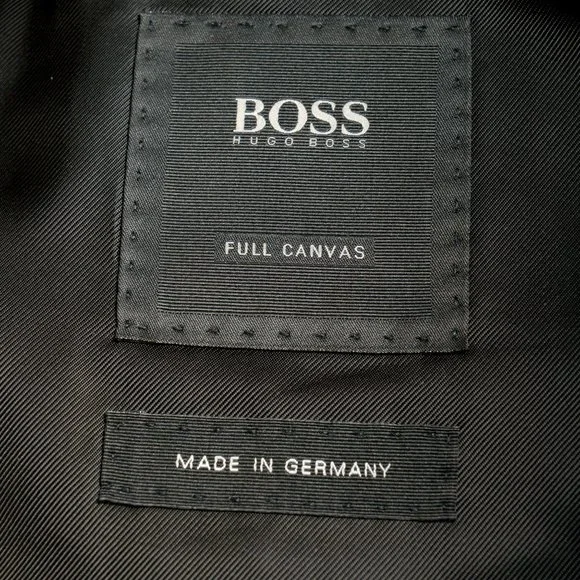 BOSS
HUGO BOSS
FULL CANVAS
MADE IN GERMANY